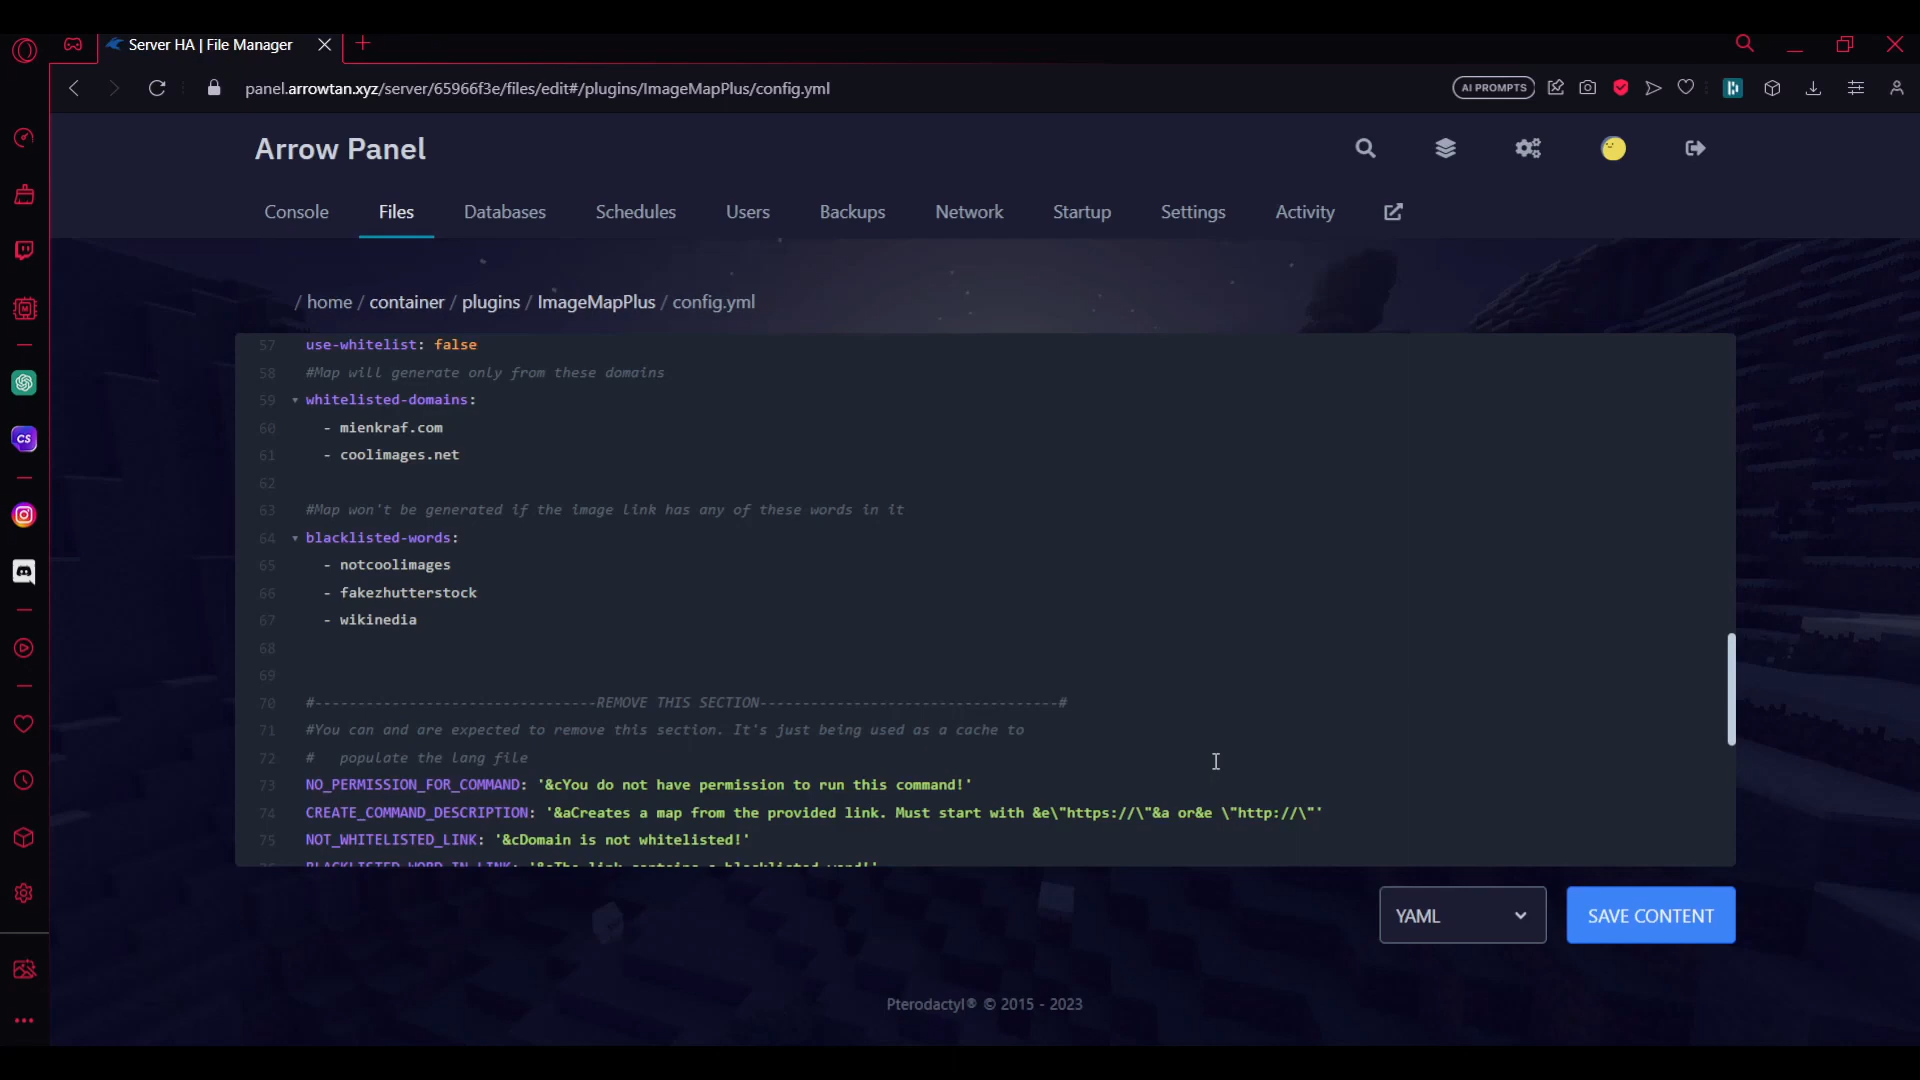 Server HA | File Manager
panel.arrowtan.xyz/server/65966f3e/files/edit#/plugins/ImageMapPlus/config.yml
AI PROMPTS
Arrow Panel
Console Files Databases Schedules Users Backups Network Startup Settings Activity
/ home / container / plugins / ImageMapPlus / config.yml
57 use-whitelist: false
58 #Map will generate only from these domains
59 whitelisted-domains:
60 - mienkraf.com
61 - coolimages.net
62
63 #Map won't be generated if the image link has any of these words in it
64 blacklisted-words:
65 - notcoolimages
66 - fakezhutterstock
67 - wikinedia
68
69
70 #---------------------------------REMOVE THIS SECTION-----------------------------------#
71 #You can and are expected to remove this section. It's just being used as a cache to
72 #   populate the lang file
73 NO_PERMISSION_FOR_COMMAND: '&cYou do not have permission to run this command!'
74 CREATE_COMMAND_DESCRIPTION: '&aCreates a map from the provided link. Must start with &e\"https://\"&a or&e \"http://\"'
75 NOT_WHITELISTED_LINK: '&cDomain is not whitelisted!'
BLACKLISTED_WORD_IN_LINK: '&cThe link contains a blacklisted word!'
YAML
SAVE CONTENT
Pterodactyl® © 2015 - 2023
CS